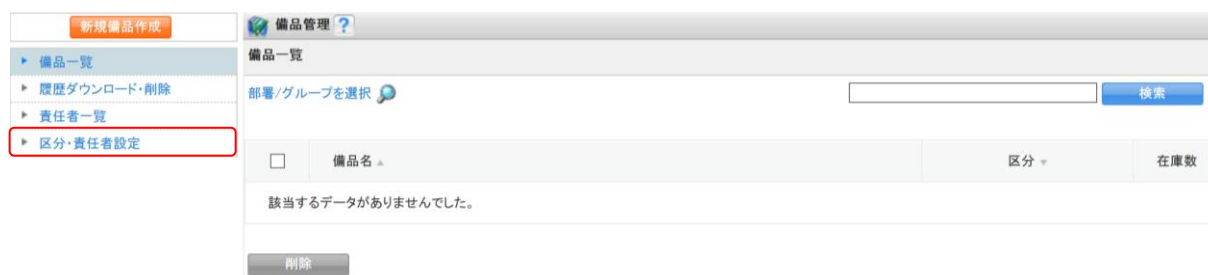 新規備品作成
備品一覧
履歴ダウンロード・削除
責任者一覧
区分・責任者設定
備品管理 ?
備品一覧
部署/グループを選択
検索
備品名 区分 在庫数
該当するデータがありませんでした。
削除